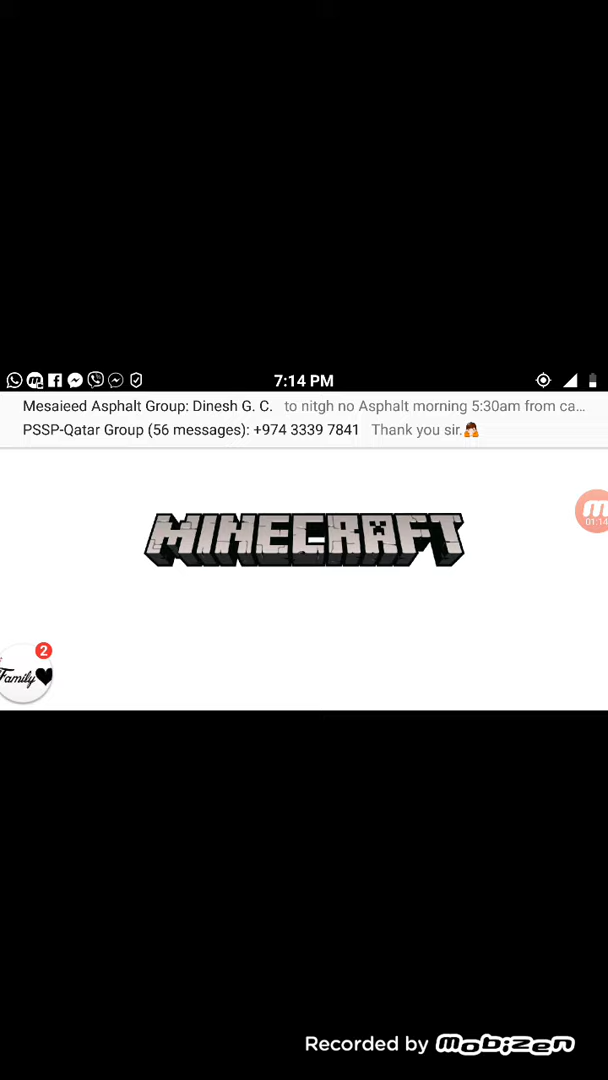 7:14 PM
Mesaieed Asphalt Group: Dinesh G. C. to nitgh no Asphalt morning 5:30am from ca...
PSSP-Qatar Group (56 messages): +974 3339 7841 Thank you sir.🙇
MINECRAFT
01:14
2
Family
Recorded by mobizen